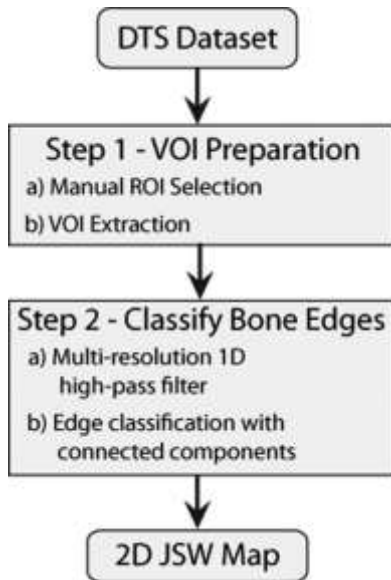 DTS Dataset
Step 1 - VOI Preparation
a) Manual ROI Selection
b) VOI Extraction
Step 2 - Classify Bone Edges
a) Multi-resolution 1D
high-pass filter
b) Edge classification with
connected components
2D JSW Map